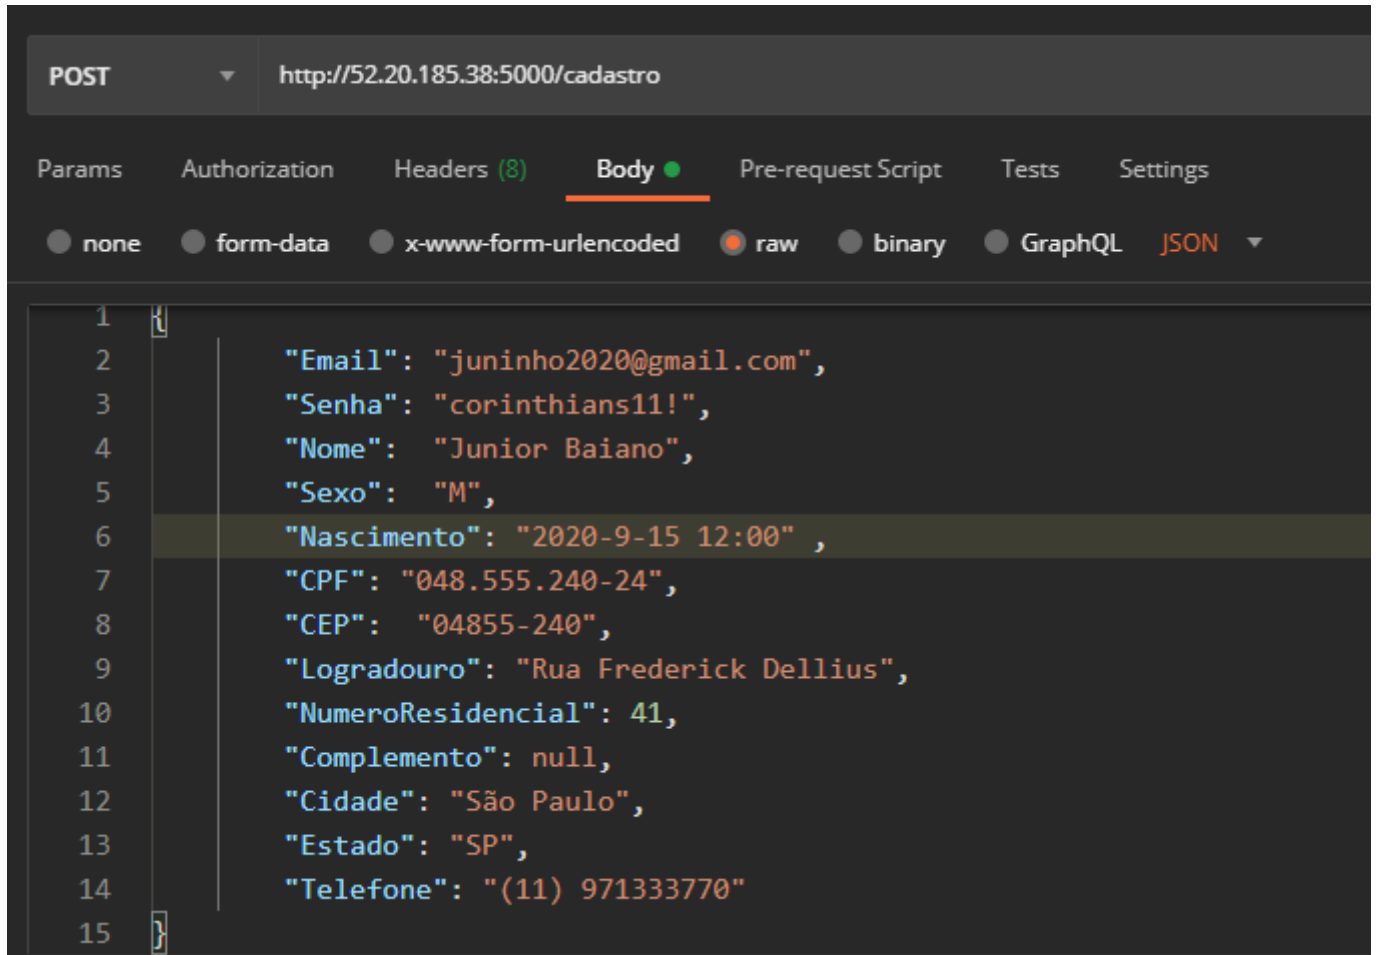 POST http://52.20.185.38:5000/cadastro
Params Authorization Headers (8) Body Pre-request Script Tests Settings
none form-data x-www-form-urlencoded raw binary GraphQL JSON
1 {
2 "Email": "juninho2020@gmail.com",
3 "Senha": "corinthians11!",
4 "Nome":  "Junior Baiano",
5 "Sexo":  "M",
6 "Nascimento": "2020-9-15 12:00" ,
7 "CPF": "048.555.240-24",
8 "CEP":  "04855-240",
9 "Logradouro": "Rua Frederick Dellius",
10 "NumeroResidencial": 41,
11 "Complemento": null,
12 "Cidade": "São Paulo",
13 "Estado": "SP",
14 "Telefone": "(11) 971333770"
15 }